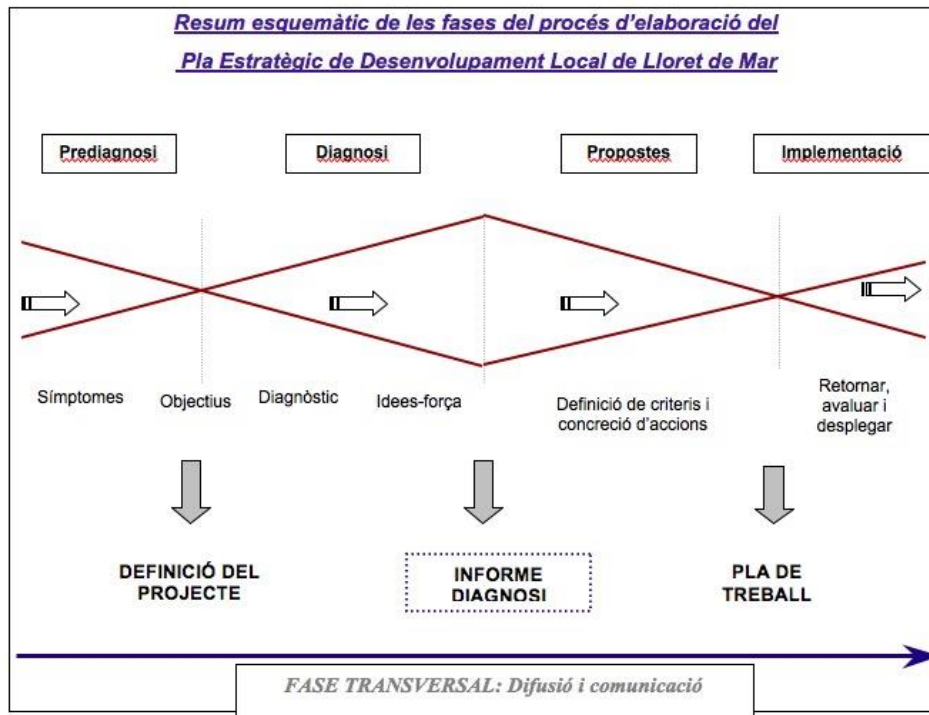 Resum esquemàtic de les fases del procés d'elaboració del
Pla Estratègic de Desenvolupament Local de Lloret de Mar
Prediagnosi
Diagnosi
Propostes
Implementació
Símptomes
Objectius
Diagnòstic
Idees-força
Definició de criteris i
concreció d'accions
Retornar,
avaluar i
desplegar
DEFINICIÓ DEL
PROJECTE
INFORME
DIAGNOSI
PLA DE
TREBALL
FASE TRANSVERSAL: Difusió i comunicació